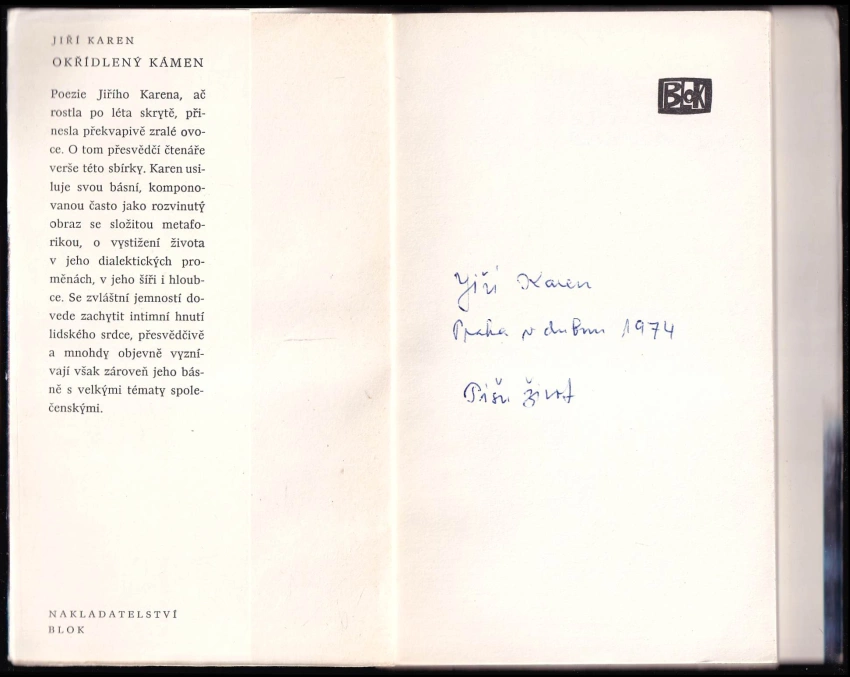 JIŘÍ KAREN
OKŘÍDLENÝ KÁMEN
Poezie Jiřího Karena, ač
rostla po léta skrytě, při-
nesla překvapivě zralé ovo-
ce. O tom přesvědčí čtenáře
verše této sbírky. Karen usi-
luje svou básní, kompono-
vanou často jako rozvinutý
obraz se složitou metafo-
rikou, o vystižení života
v jeho dialektických pro-
měnách, v jeho šíři i hloub-
ce. Se zvláštní jemností do-
vede zachytit intimní hnutí
lidského srdce, přesvědčivě
a mnohdy objevně vyzní-
vají však zároveň jeho bás-
ně s velkými tématy spole-
čenskými.
NAKLADATELSTVÍ
BLOK
BloK
Jiří Karen
Praha v dubnu 1974
Píšu život